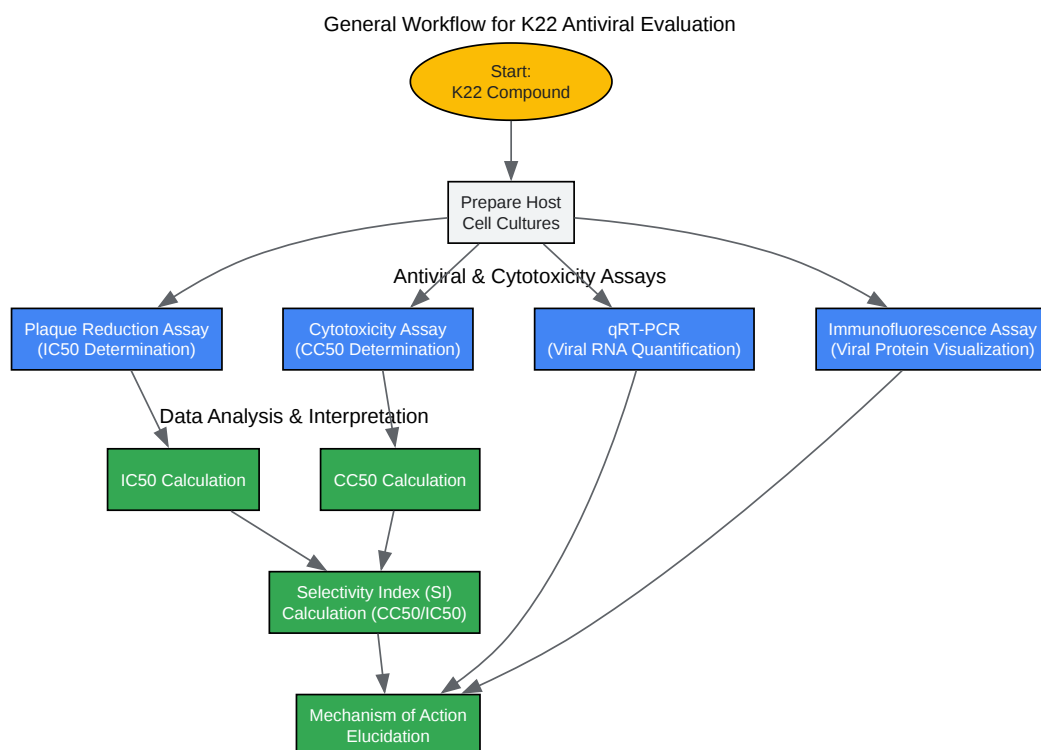 General Workflow for K22 Antiviral Evaluation
Start:
K22 Compound
Prepare Host
Cell Cultures
Antiviral & Cytotoxicity Assays
Plaque Reduction Assay
(IC50 Determination)
Cytotoxicity Assay
(CC50 Determination)
qRT-PCR
(Viral RNA Quantification)
Immunofluorescence Assay
(Viral Protein Visualization)
Data Analysis & Interpretation
IC50 Calculation
CC50 Calculation
Selectivity Index (SI)
Calculation (CC50/IC50)
Mechanism of Action
Elucidation